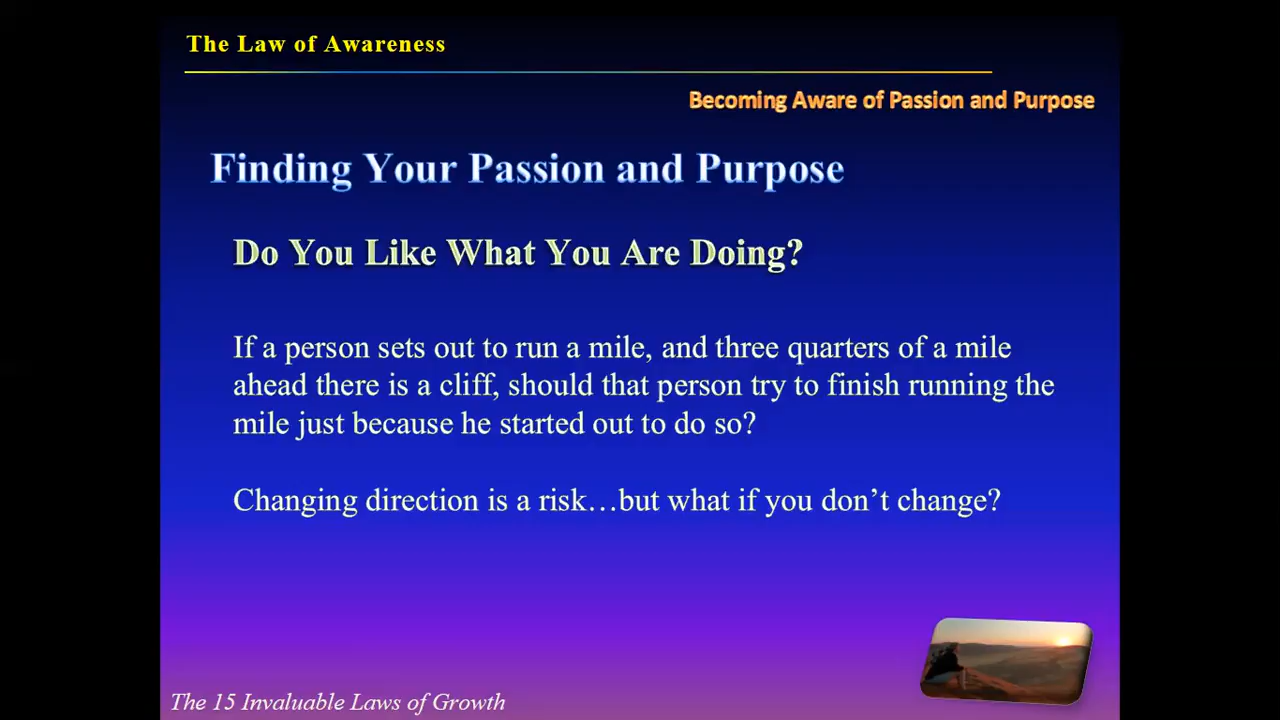 The Law of Awareness
Becoming Aware of Passion and Purpose
Finding Your Passion and Purpose
Do You Like What You Are Doing?
If a person sets out to run a mile, and three quarters of a mile
ahead there is a cliff, should that person try to finish running the
mile just because he started out to do so?
Changing direction is a risk…but what if you don’t change?
The 15 Invaluable Laws of Growth